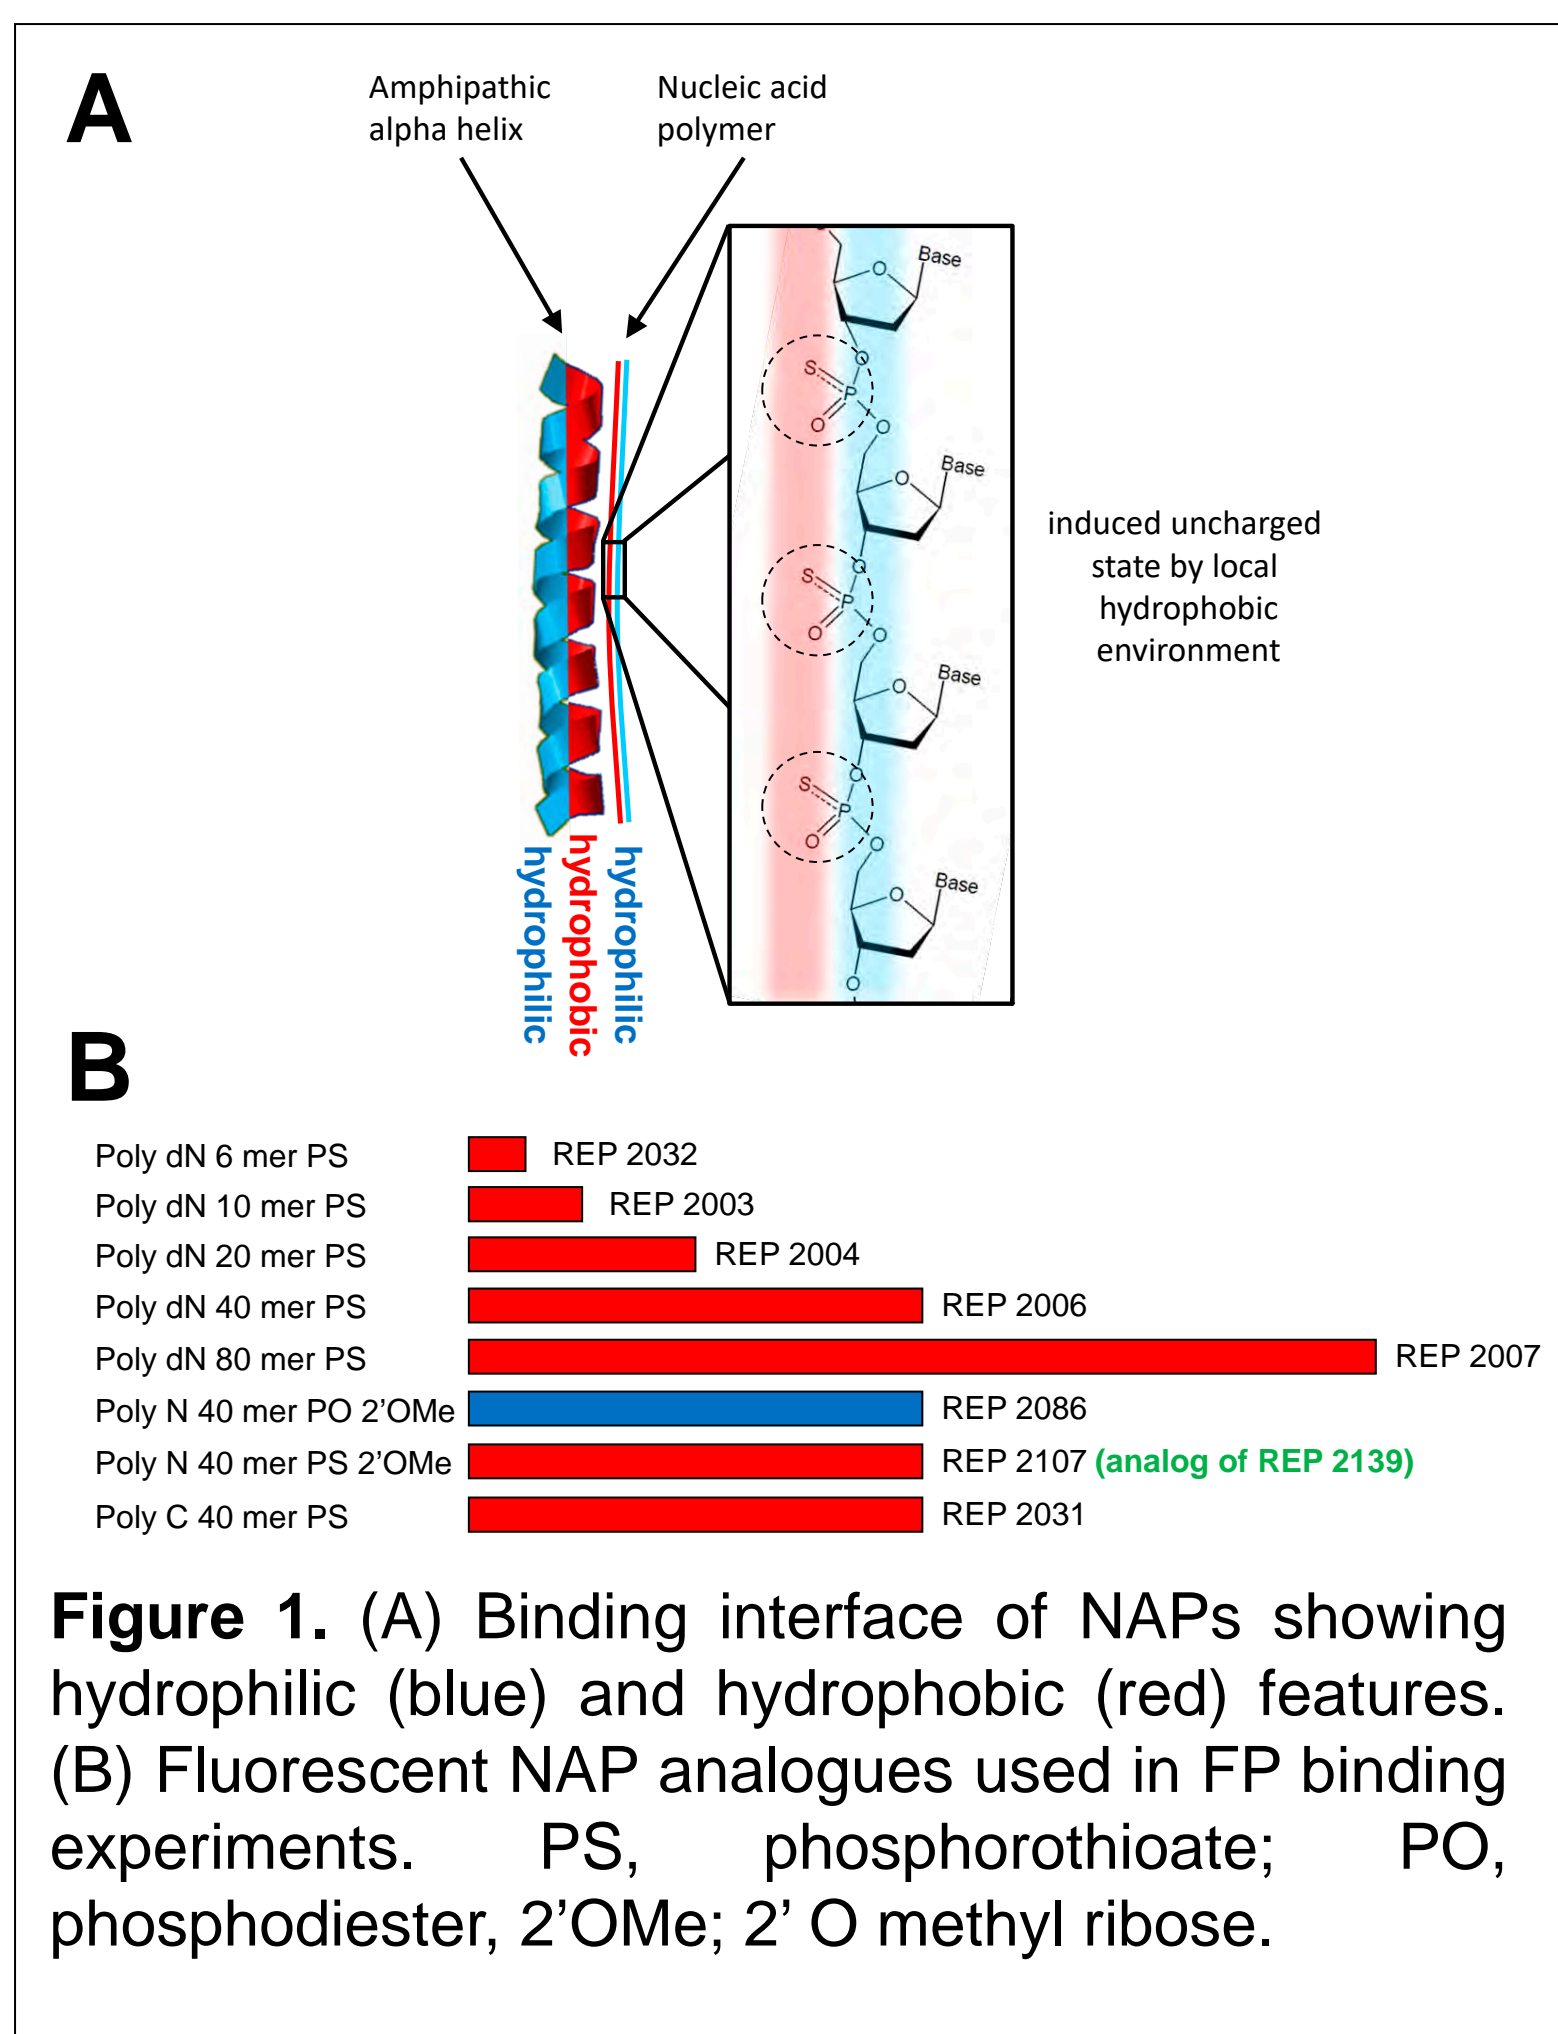 A
Amphipathic
alpha helix
Nucleic acid
polymer
Base
O
O
S
P
O
O
Base
O
O
S
P
O
O
Base
O
O
S
P
O
O
Base
O
O
induced uncharged
state by local
hydrophobic
environment
hydrophilic
hydrophobic
hydrophilic
B
Poly dN 6 mer PS REP 2032
Poly dN 10 mer PS REP 2003
Poly dN 20 mer PS REP 2004
Poly dN 40 mer PS REP 2006
Poly dN 80 mer PS REP 2007
Poly N 40 mer PO 2’OMe REP 2086
Poly N 40 mer PS 2’OMe REP 2107 (analog of REP 2139)
Poly C 40 mer PS REP 2031
Figure 1. (A) Binding interface of NAPs showing
hydrophilic (blue) and hydrophobic (red) features.
(B) Fluorescent NAP analogues used in FP binding
experiments. PS, phosphorothioate; PO,
phosphodiester, 2’OMe; 2’ O methyl ribose.